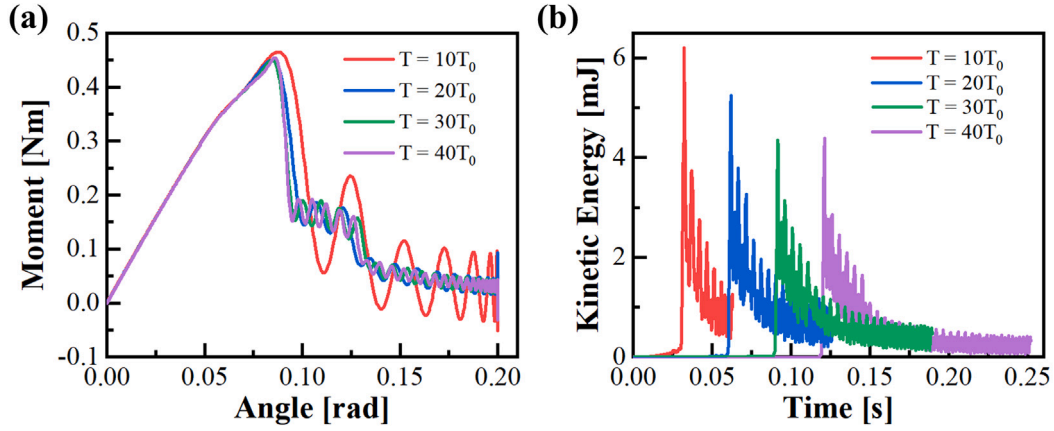 (a)
0.5
0.4
0.3
0.2
0.1
0.0
-0.1
Moment [Nm]
T = 10T₀
T = 20T₀
T = 30T₀
T = 40T₀
0.00 0.05 0.10 0.15 0.20
Angle [rad]
(b)
6
4
2
0
Kinetic Energy [mJ]
T = 10T₀
T = 20T₀
T = 30T₀
T = 40T₀
0.00 0.05 0.10 0.15 0.20 0.25
Time [s]